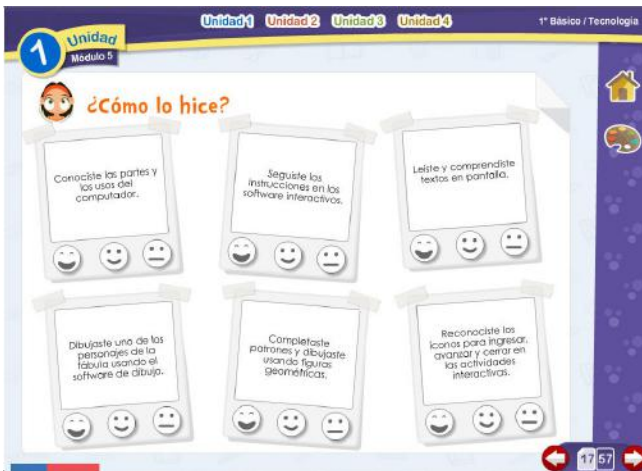 Unidad 1 Unidad 2 Unidad 3 Unidad 4
1° Básico / Tecnología
1
Unidad
Módulo 5
¿Cómo lo hice?
Conociste las partes y
los usos del
computador.
Seguiste las
instrucciones en los
software interactivos.
Leíste y comprendiste
textos en pantalla.
Dibujaste uno de los
personajes de la
fábula usando el
software de dibujo.
Completaste
patrones y dibujaste
usando figuras
geométricas.
Reconociste los
íconos para ingresar,
avanzar y cerrar en
las actividades
interactivas.
17 57